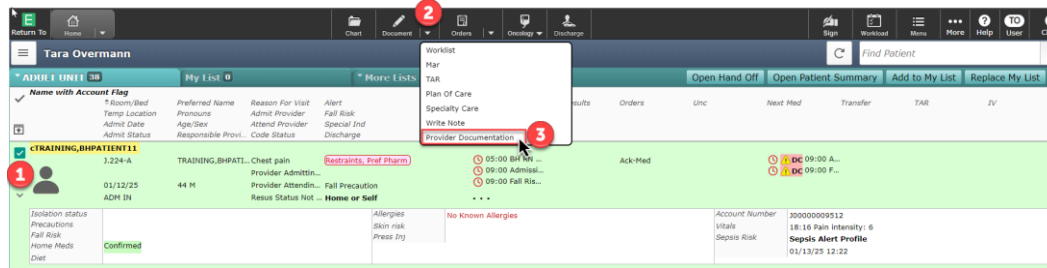 2
E
Return To
Home
Chart
Document
Orders
Oncology
Discharge
Sign
Workload
Menu
More
Help
TO
User
Tara Overmann
Find Patient
* ADULT UNIT 38
My List 0
* More Lists
Open Hand Off
Open Patient Summary
Add to My List
Replace My List
Worklist
Mar
TAR
Plan Of Care
Specialty Care
Write Note
Provider Documentation
3
Name with Account Flag
Room/Bed
Preferred Name
Reason For Visit
Alert
Orders
Unc
Next Med
Transfer
TAR
IV
Temp Location
Pronouns
Admit Provider
Fall Risk
Admit Date
Age/Sex
Attend Provider
Special Ind
Admit Status
Responsible Provi...
Code Status
Discharge
cTRAINING,BHPATIENT11
1
J.224-A
TRAINING,BHPATI...
Chest pain
Restraints, Pref Pharm
05:00 BH RN ...
Ack-Med
DC 09:00 A...
Provider Admittin...
09:00 Admissi...
DC 09:00 F...
01/12/25
44 M
Provider Attendin...
Fall Precaution
09:00 Fall Ris...
ADM IN
Resus Status Not ...
Home or Self
...
Isolation status
Allergies
No Known Allergies
Account Number
J00000009512
Precautions
Skin risk
Vitals
18:16 Pain intensity: 6
Fall Risk
Press Inj
Sepsis Risk
Sepsis Alert Profile
Home Meds
Confirmed
01/13/25 12:22
Diet